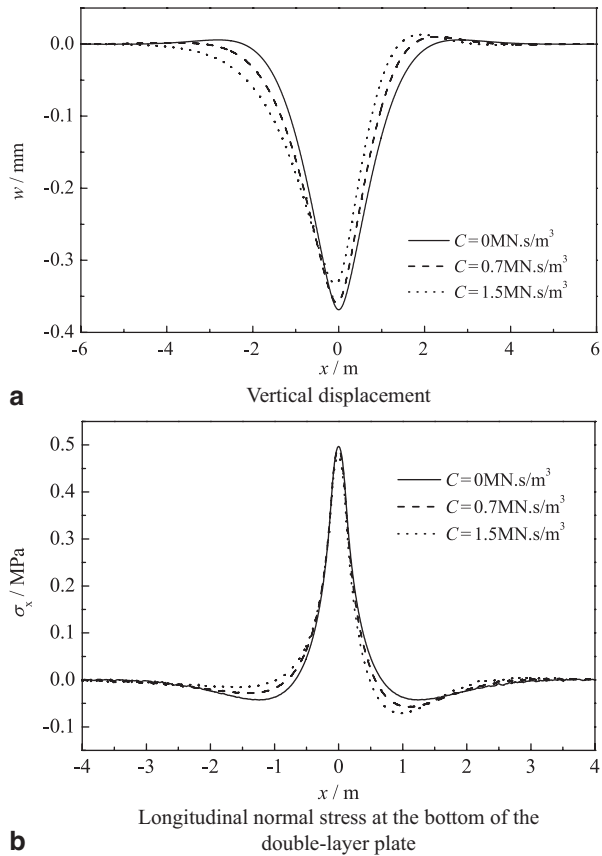 0.0
-0.1
-0.2
-0.3
-0.4
w / mm
C=0MN.s/m³
C=0.7MN.s/m³
C=1.5MN.s/m³
-6 -4 -2 0 2 4 6
x / m
a
Vertical displacement
0.5
0.4
0.3
0.2
0.1
0.0
-0.1
σx / MPa
C=0MN.s/m³
C=0.7MN.s/m³
C=1.5MN.s/m³
-4 -3 -2 -1 0 1 2 3 4
x / m
b
Longitudinal normal stress at the bottom of the
double-layer plate